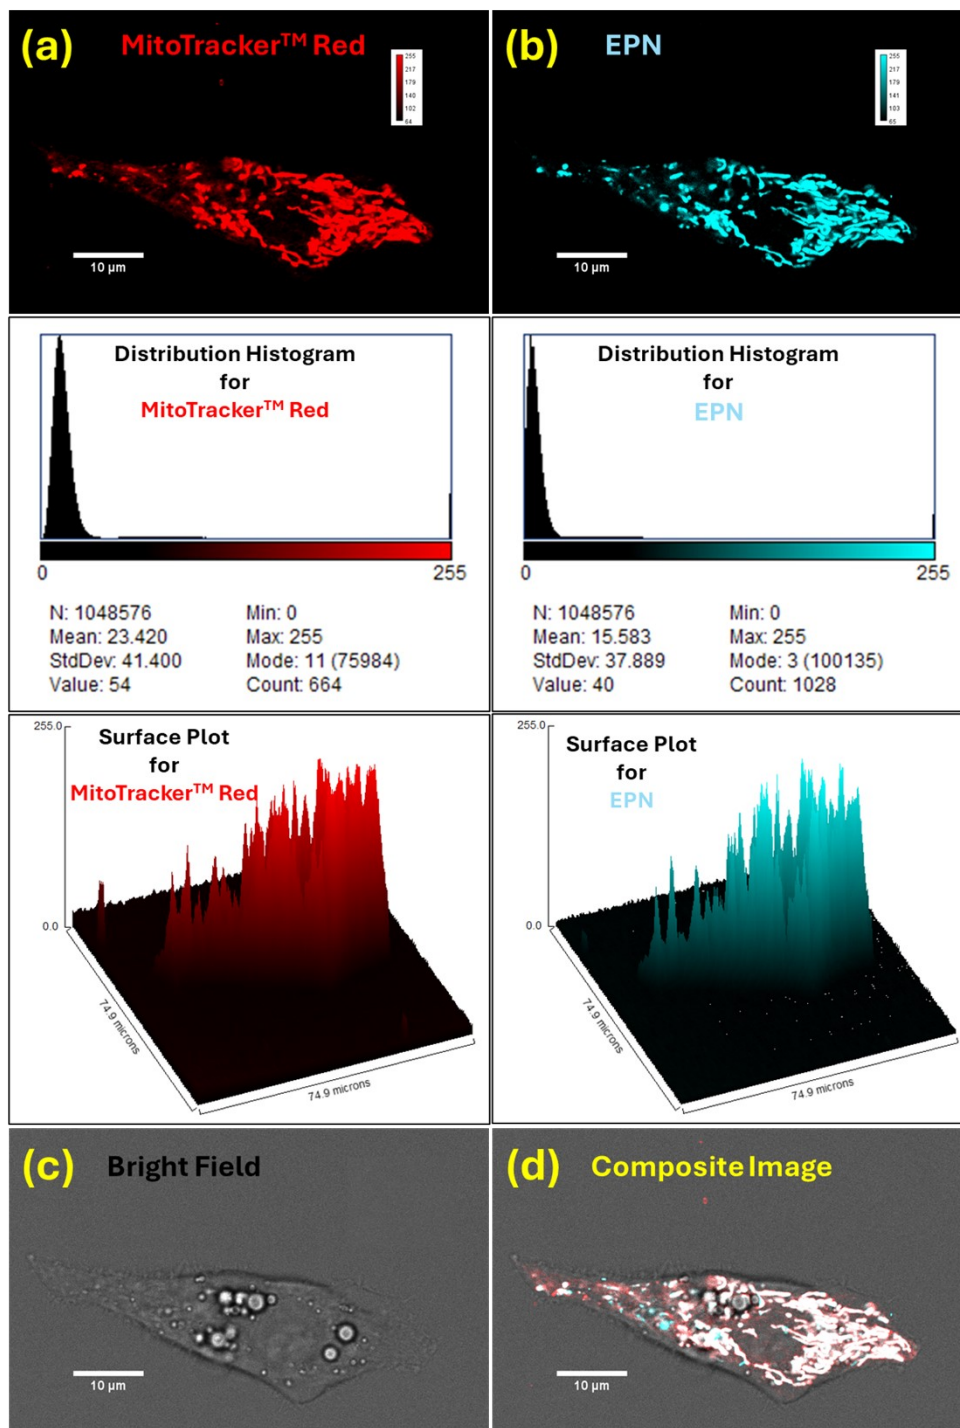 (a) MitoTracker™ Red
255
217
179
140
102
64
10 µm
(b) EPN
255
217
179
141
103
65
10 µm
Distribution Histogram
for
MitoTracker™ Red
0 255
N: 1048576 Min: 0
Mean: 23.420 Max: 255
StdDev: 41.400 Mode: 11 (75984)
Value: 54 Count: 664
Distribution Histogram
for
EPN
0 255
N: 1048576 Min: 0
Mean: 15.583 Max: 255
StdDev: 37.889 Mode: 3 (100135)
Value: 40 Count: 1028
255.0
Surface Plot
for
MitoTracker™ Red
0.0
74.9 microns
74.9 microns
255.0
Surface Plot
for
EPN
0.0
74.9 microns
74.9 microns
(c) Bright Field
10 µm
(d) Composite Image
10 µm